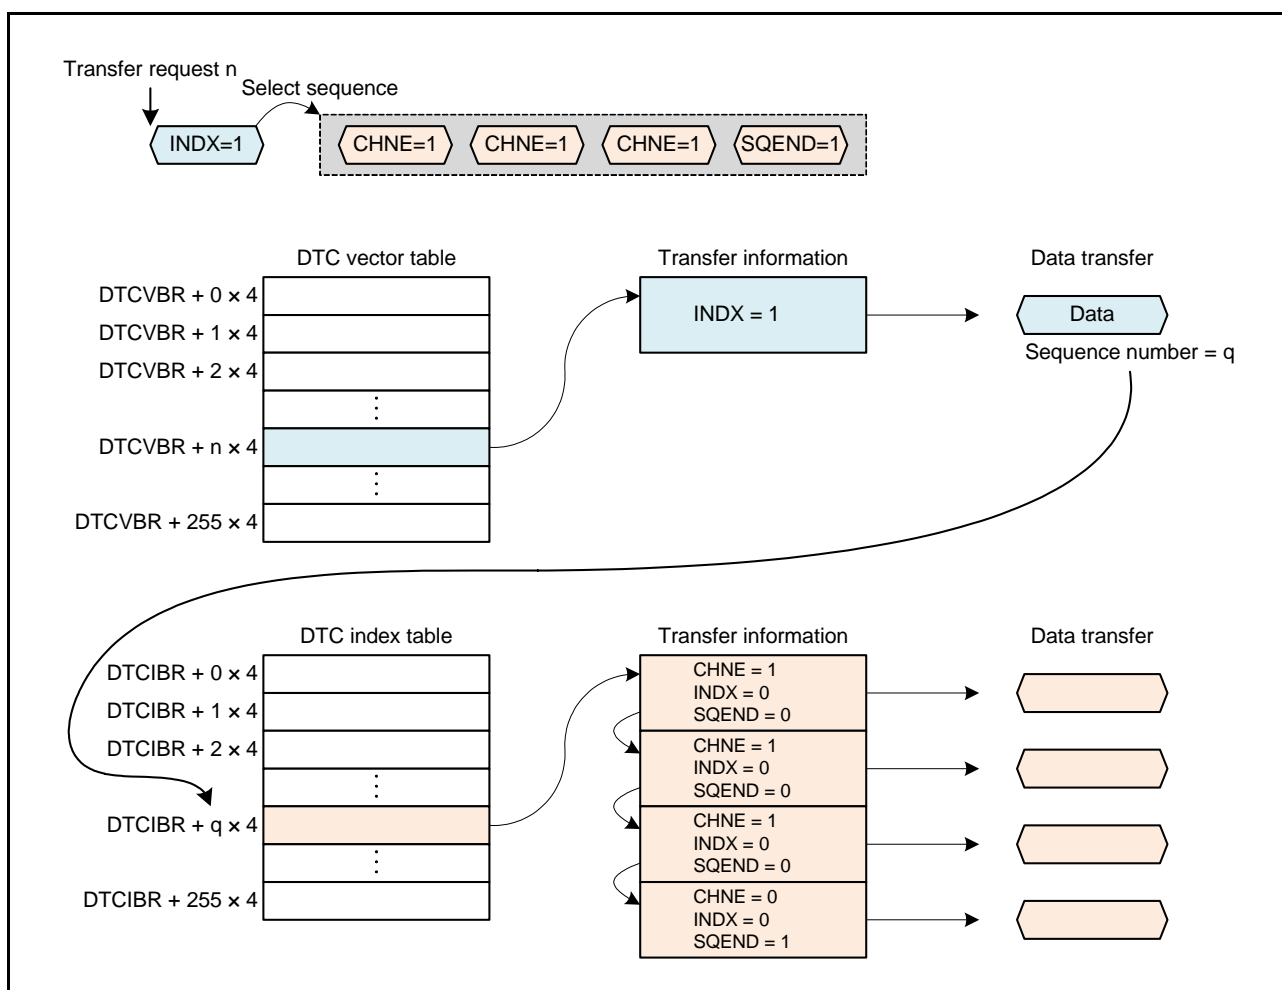 Transfer request n
Select sequence
INDX=1
CHNE=1
CHNE=1
CHNE=1
SQEND=1
DTC vector table
Transfer information
Data transfer
DTCVBR + 0 × 4
DTCVBR + 1 × 4
DTCVBR + 2 × 4
DTCVBR + n × 4
DTCVBR + 255 × 4
INDX = 1
Data
Sequence number = q
DTC index table
Transfer information
Data transfer
DTCIBR + 0 × 4
DTCIBR + 1 × 4
DTCIBR + 2 × 4
DTCIBR + q × 4
DTCIBR + 255 × 4
CHNE = 1
INDX = 0
SQEND = 0
CHNE = 1
INDX = 0
SQEND = 0
CHNE = 1
INDX = 0
SQEND = 0
CHNE = 0
INDX = 0
SQEND = 1